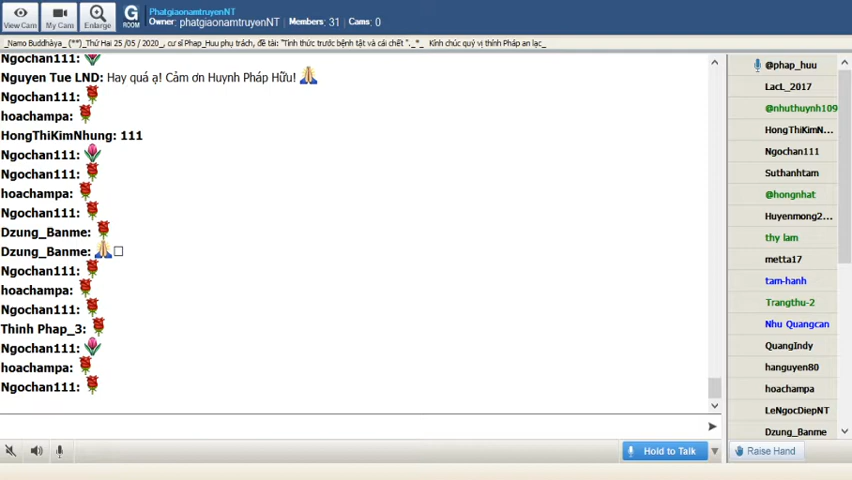 PhatgiaonamtruyenNT
Owner: phatgiaonamtruyenNT Members: 31 Cams: 0
View Cam My Cam Enlarge G ROOM
_Namo Buddhàya_ (**)_Thứ Hai 25 /05 / 2020_, cư sĩ Phap_Huu phụ trách, đề tài: "Tỉnh thức trước bệnh tật và cái chết "._*_ Kính chúc quý vị thính Pháp an lạc_
Ngochan111:
Nguyen Tue LND: Hay quá ạ! Cảm ơn Huynh Pháp Hữu!
Ngochan111:
hoachampa:
HongThiKimNhung: 111
Ngochan111:
Ngochan111:
hoachampa:
Ngochan111:
Dzung_Banme:
Dzung_Banme:
Ngochan111:
hoachampa:
Ngochan111:
Thinh Phap_3:
Ngochan111:
hoachampa:
Ngochan111:
@phap_huu
LacL_2017
@nhuthuynh109
HongThiKimN...
Ngochan111
Suthanhtam
@hongnhat
Huyenmong2...
thy lam
metta17
tam-hanh
Trangthu-2
Nhu Quangcan
QuangIndy
hanguyen80
hoachampa
LeNgocDiepNT
Dzung_Banme
Hold to Talk
Raise Hand